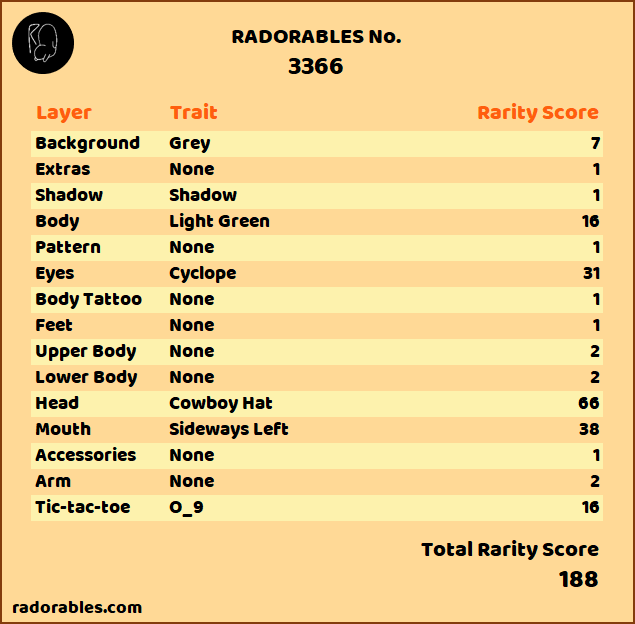 RADORABLES No.
3366
Layer Trait Rarity Score
Background Grey 7
Extras None 1
Shadow Shadow 1
Body Light Green 16
Pattern None 1
Eyes Cyclope 31
Body Tattoo None 1
Feet None 1
Upper Body None 2
Lower Body None 2
Head Cowboy Hat 66
Mouth Sideways Left 38
Accessories None 1
Arm None 2
Tic-tac-toe O_9 16
Total Rarity Score
188
radorables.com